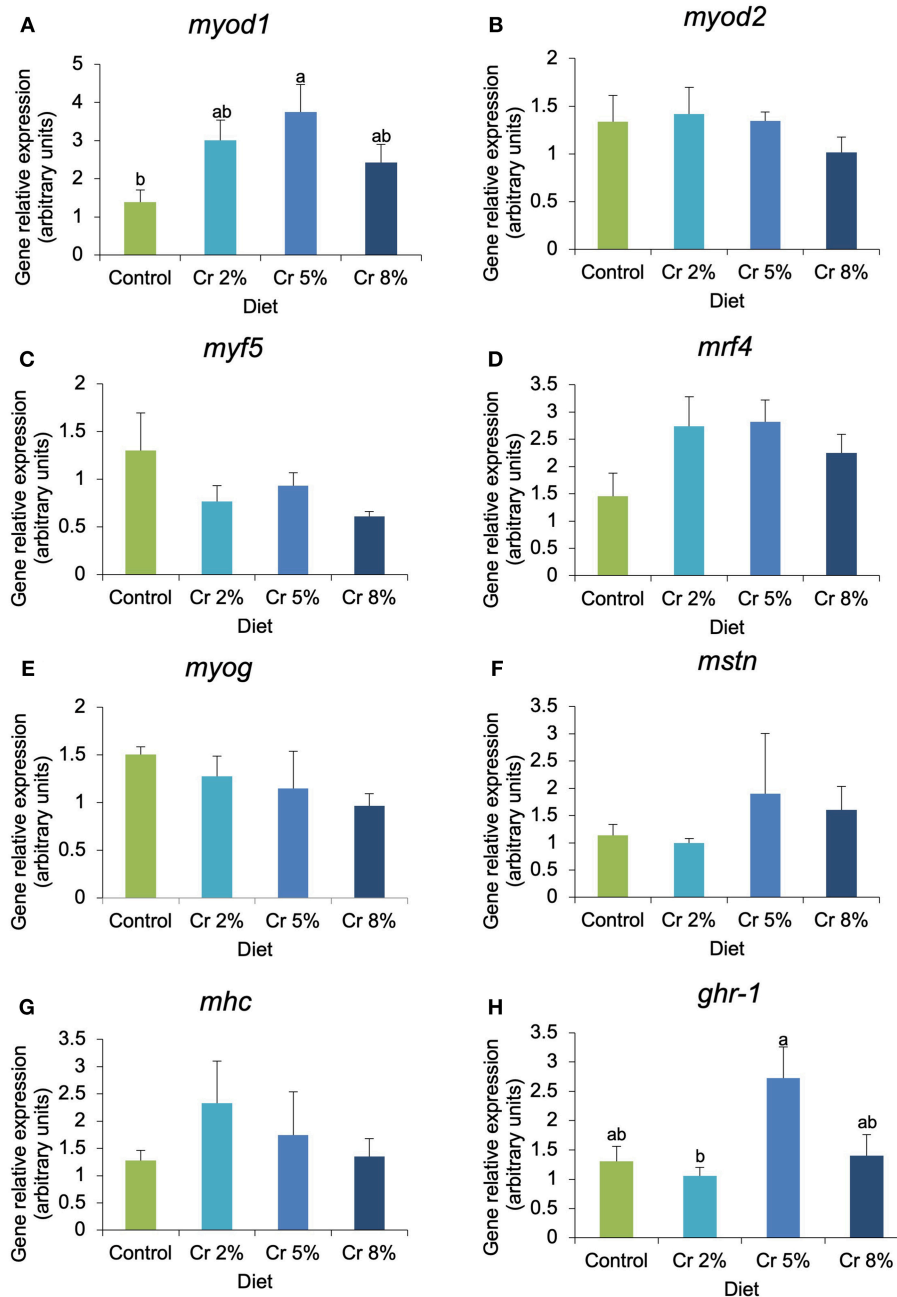 A
myod1
Gene relative expression
(arbitrary units)
5
4
3
2
1
0
b
ab
a
ab
Control
Cr 2%
Cr 5%
Cr 8%
Diet
B
myod2
Gene relative expression
(arbitrary units)
2
1.5
1
0.5
0
Control
Cr 2%
Cr 5%
Cr 8%
Diet
C
myf5
Gene relative expression
(arbitrary units)
2
1.5
1
0.5
0
Control
Cr 2%
Cr 5%
Cr 8%
Diet
D
mrf4
Gene relative expression
(arbitrary units)
3.5
3
2.5
2
1.5
1
0.5
0
Control
Cr 2%
Cr 5%
Cr 8%
Diet
E
myog
Gene relative expression
(arbitrary units)
2
1.5
1
0.5
0
Control
Cr 2%
Cr 5%
Cr 8%
Diet
F
mstn
Gene relative expression
(arbitrary units)
3.5
3
2.5
2
1.5
1
0.5
0
Control
Cr 2%
Cr 5%
Cr 8%
Diet
G
mhc
Gene relative expression
(arbitrary units)
3.5
3
2.5
2
1.5
1
0.5
0
Control
Cr 2%
Cr 5%
Cr 8%
Diet
H
ghr-1
Gene relative expression
(arbitrary units)
3.5
3
2.5
2
1.5
1
0.5
0
ab
b
a
ab
Control
Cr 2%
Cr 5%
Cr 8%
Diet